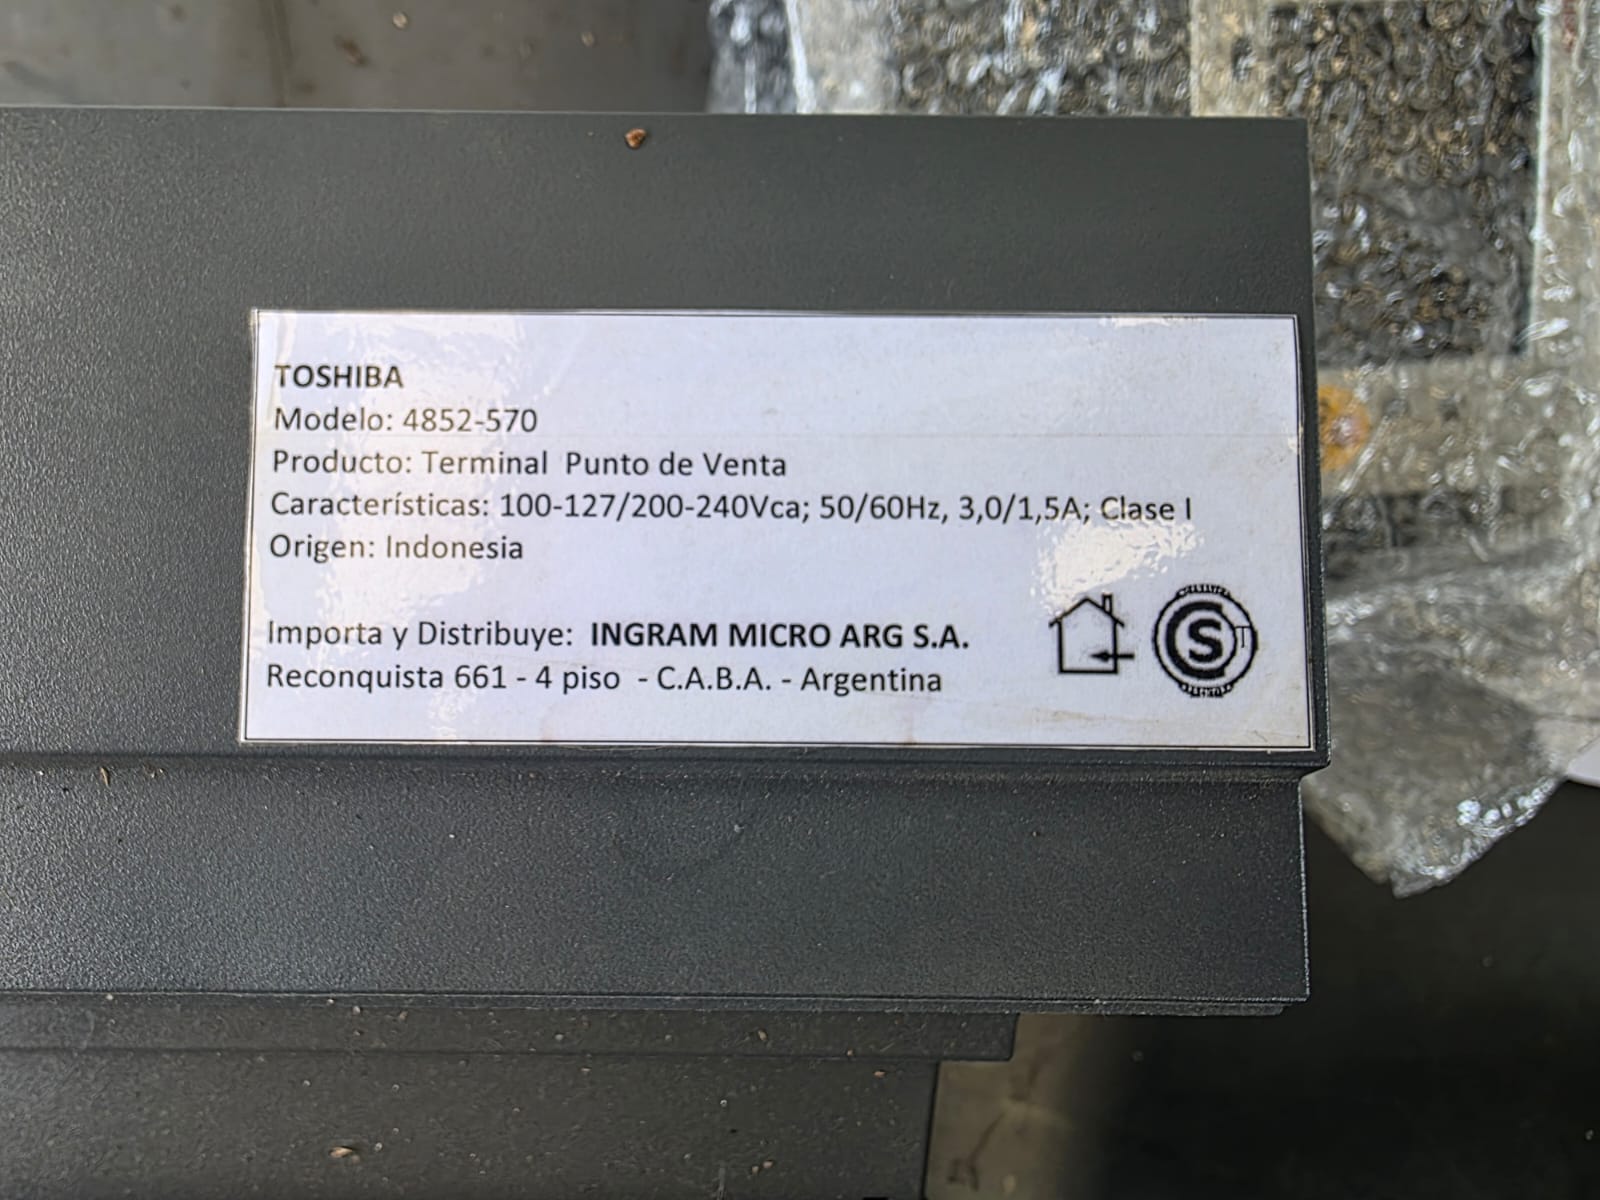 TOSHIBA
Modelo: 4852-570
Producto: Terminal Punto de Venta
Características: 100-127/200-240Vca; 50/60Hz, 3,0/1,5A; Clase I
Origen: Indonesia
Importa y Distribuye: INGRAM MICRO ARG S.A.
Reconquista 661 - 4 piso - C.A.B.A. - Argentina
S